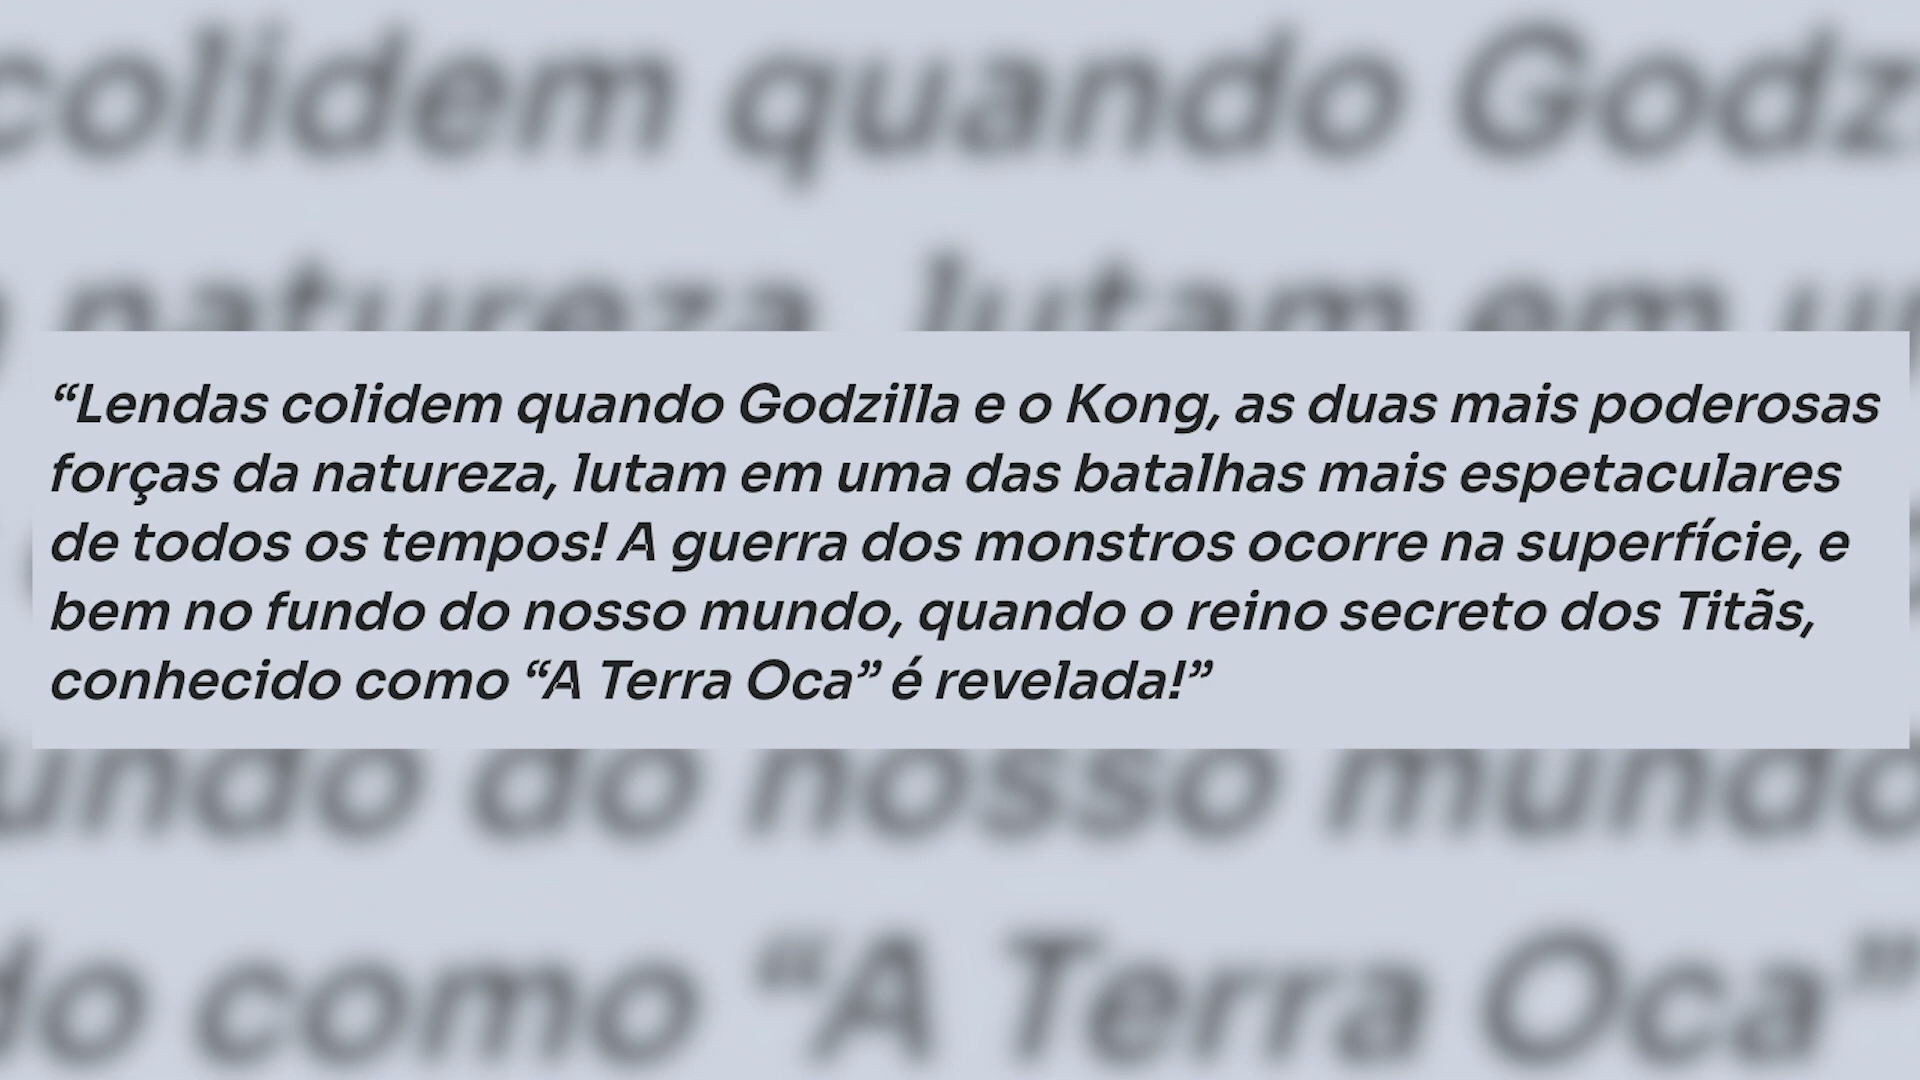 “Lendas colidem quando Godzilla e o Kong, as duas mais poderosas
forças da natureza, lutam em uma das batalhas mais espetaculares
de todos os tempos! A guerra dos monstros ocorre na superfície, e
bem no fundo do nosso mundo, quando o reino secreto dos Titãs,
conhecido como “A Terra Oca” é revelada!”